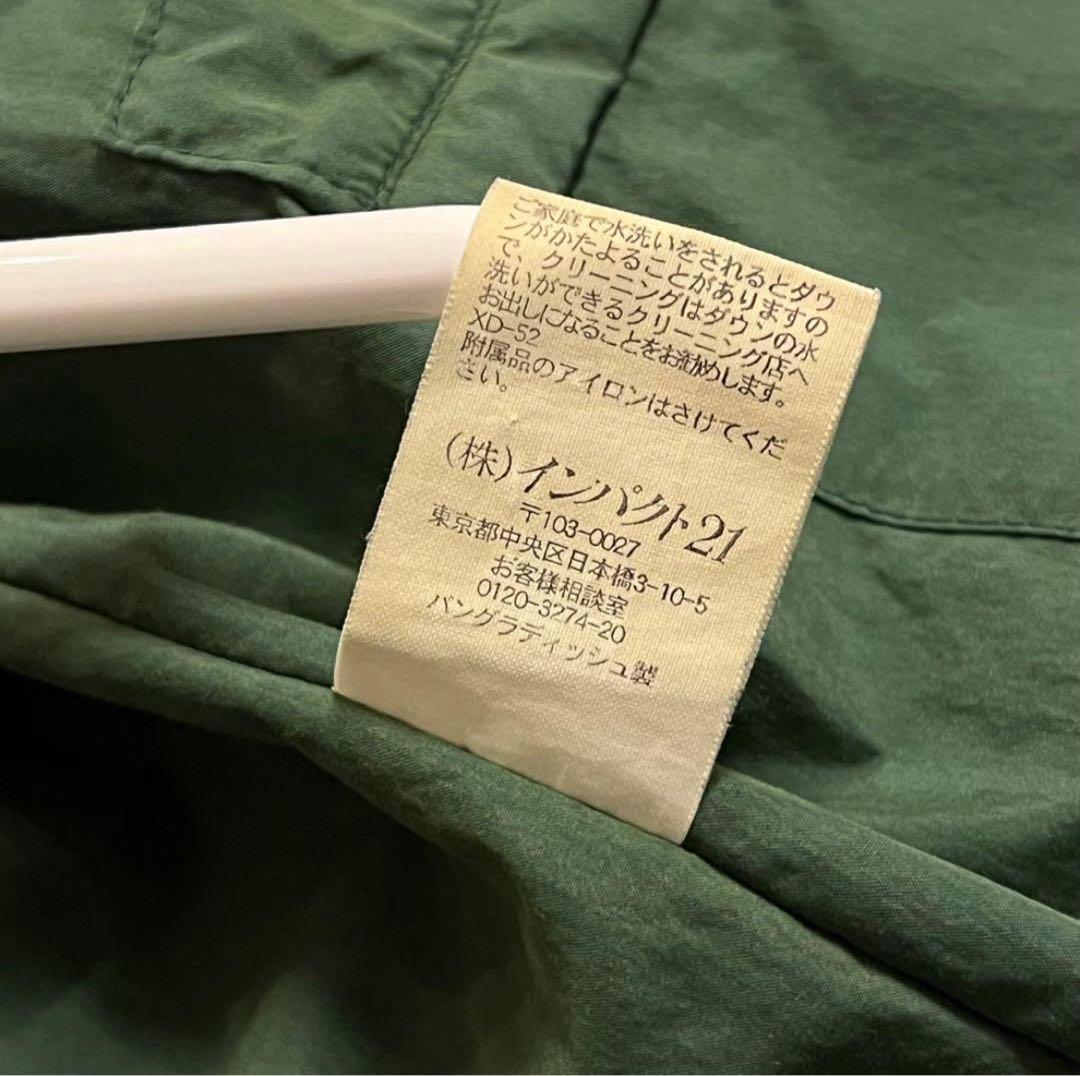 ご家庭で水洗いをされるとダウ
ンがかたよることがありますの
で、クリーニングはダウンの水
洗いができるクリーニング店へ
お出しになることをお勧めします。
XD-52
附属品のアイロンはさけてくだ
さい。
(株)インパクト21
〒103-0027
東京都中央区日本橋3-10-5
お客様相談室
0120-3274-20
バングラディッシュ製